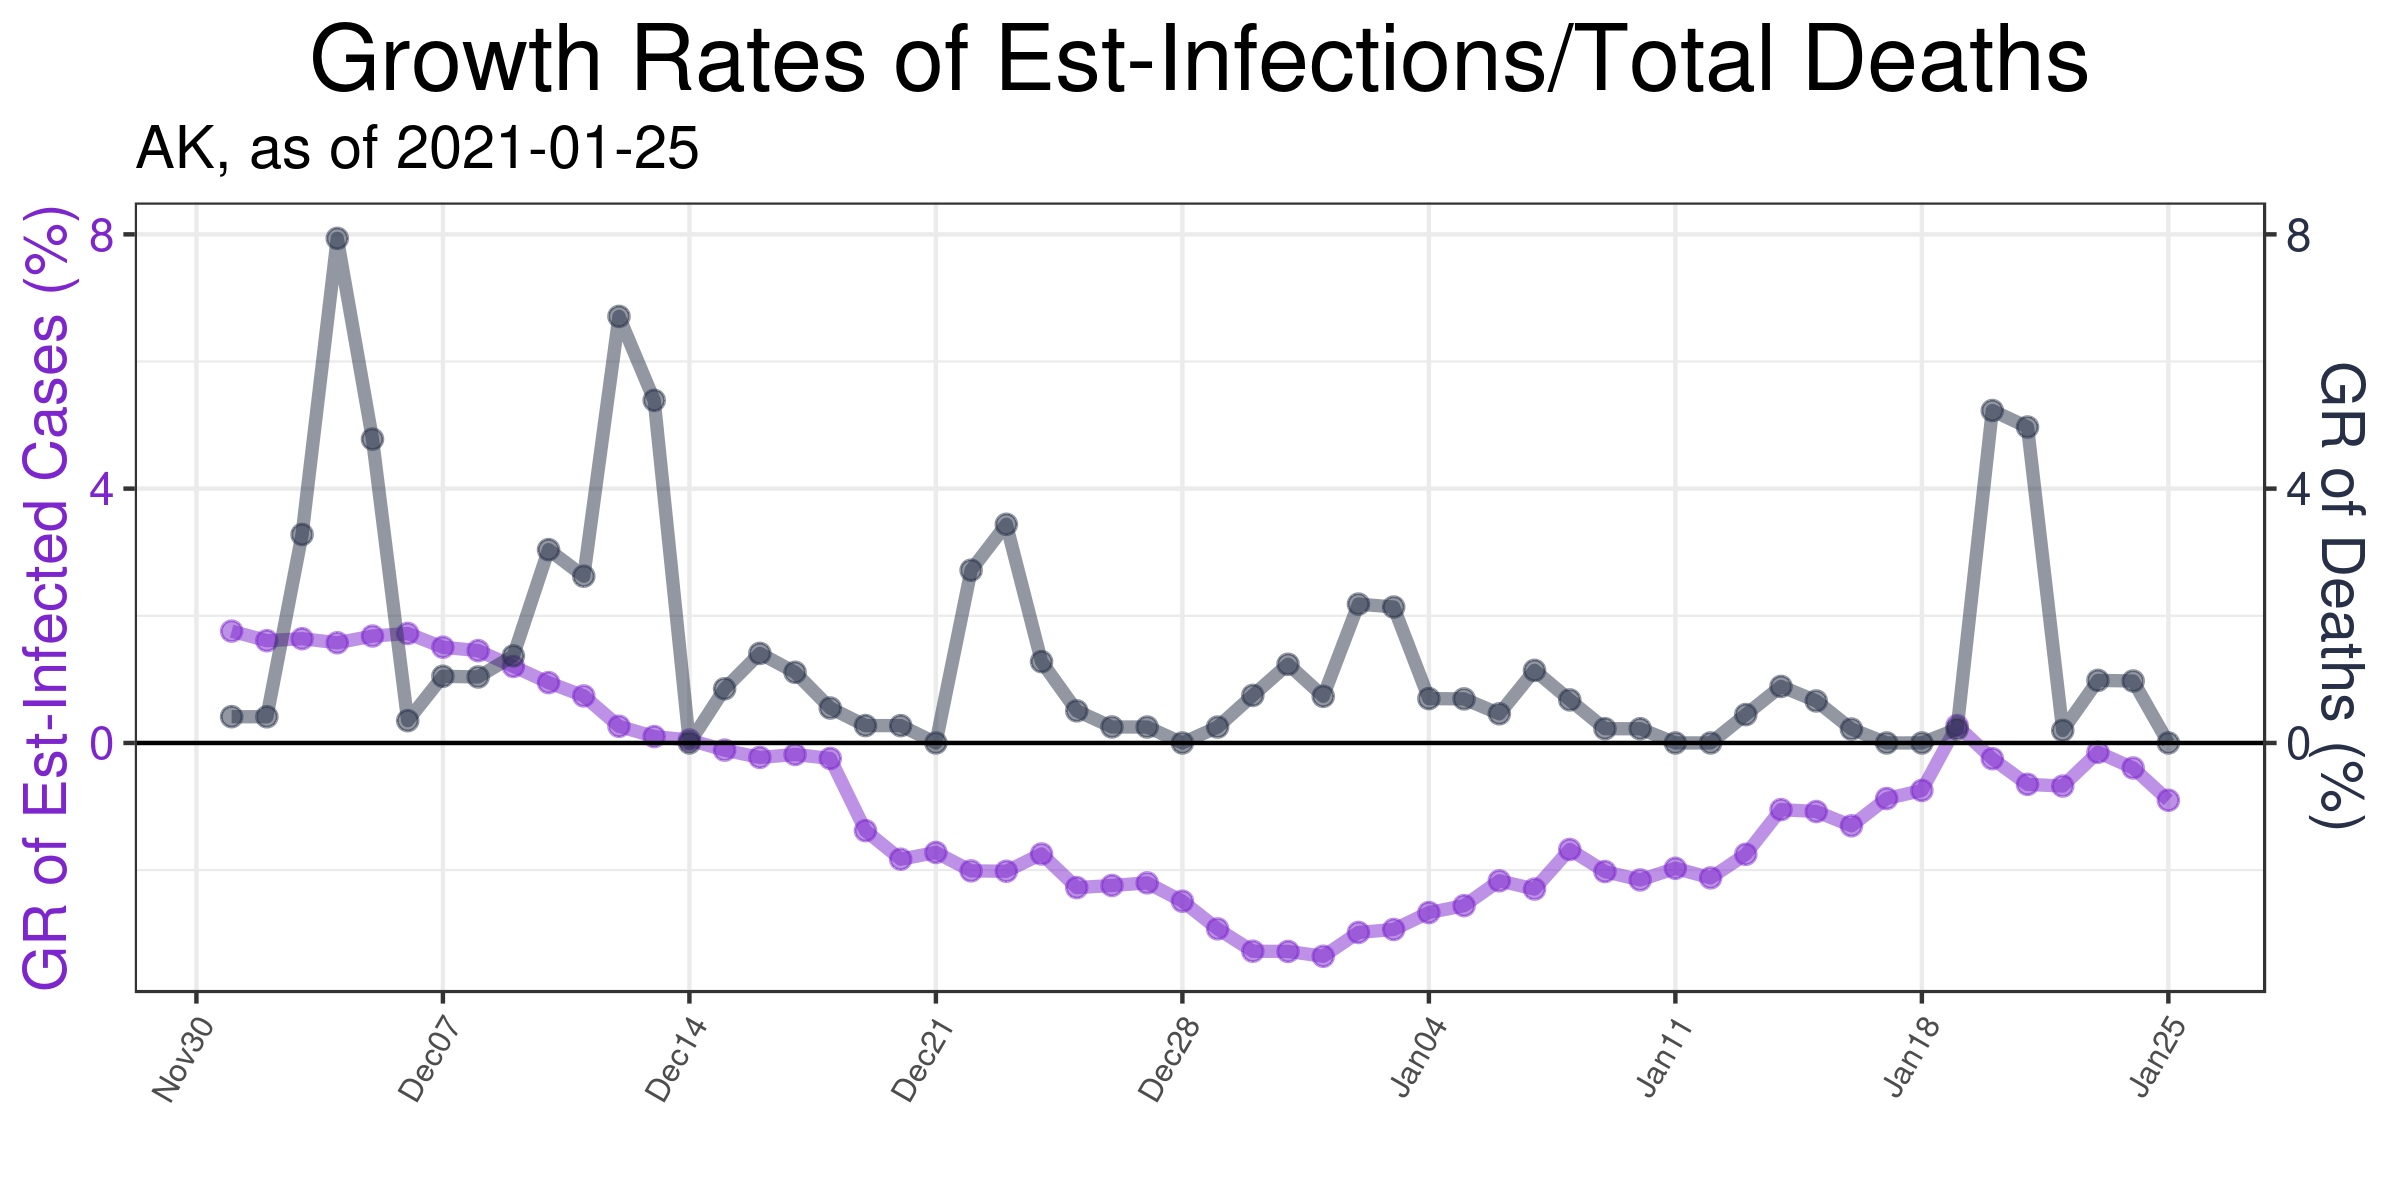 Growth Rates of Est-Infections/Total Deaths
AK, as of 2021-01-25
GR of Est-Infected Cases (%)
8
4
0
8
4
0
GR of Deaths (%)
Nov30
Dec07
Dec14
Dec21
Dec28
Jan04
Jan11
Jan18
Jan25